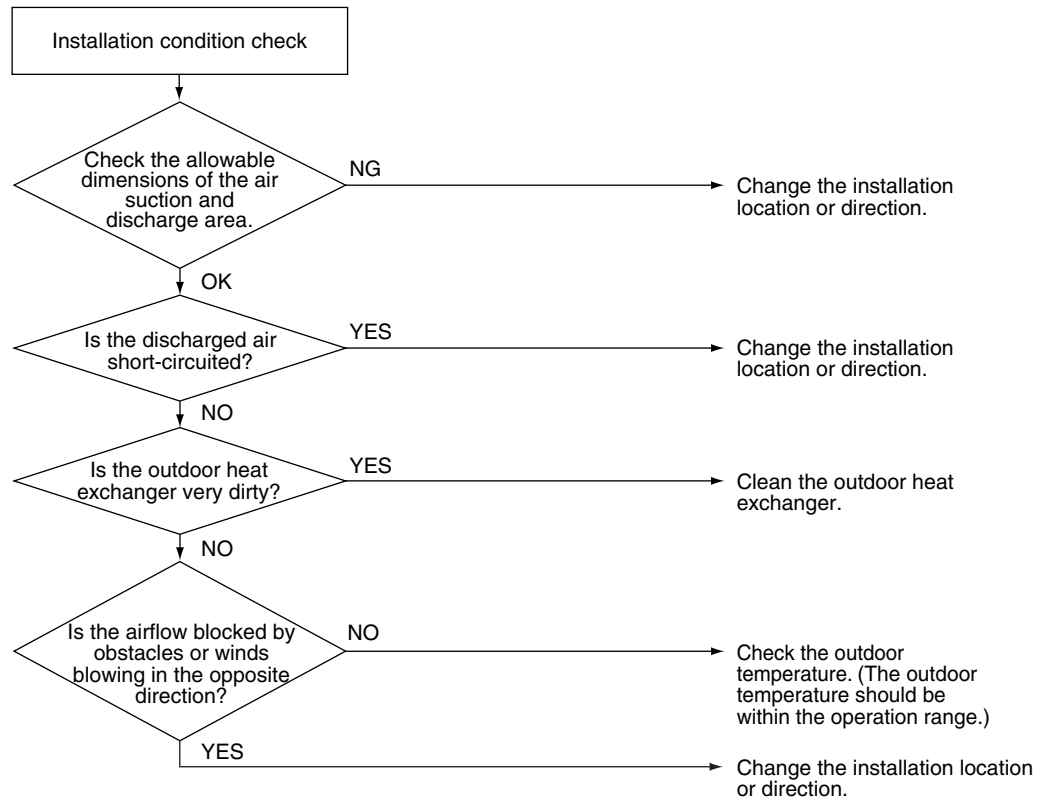 Installation condition check
Check the allowable
dimensions of the air
suction and
discharge area.
NG
Change the installation
location or direction.
OK
Is the discharged air
short-circuited?
YES
Change the installation
location or direction.
NO
Is the outdoor heat
exchanger very dirty?
YES
Clean the outdoor heat
exchanger.
NO
Is the airflow blocked by
obstacles or winds
blowing in the opposite
direction?
NO
Check the outdoor
temperature. (The outdoor
temperature should be
within the operation range.)
YES
Change the installation location
or direction.